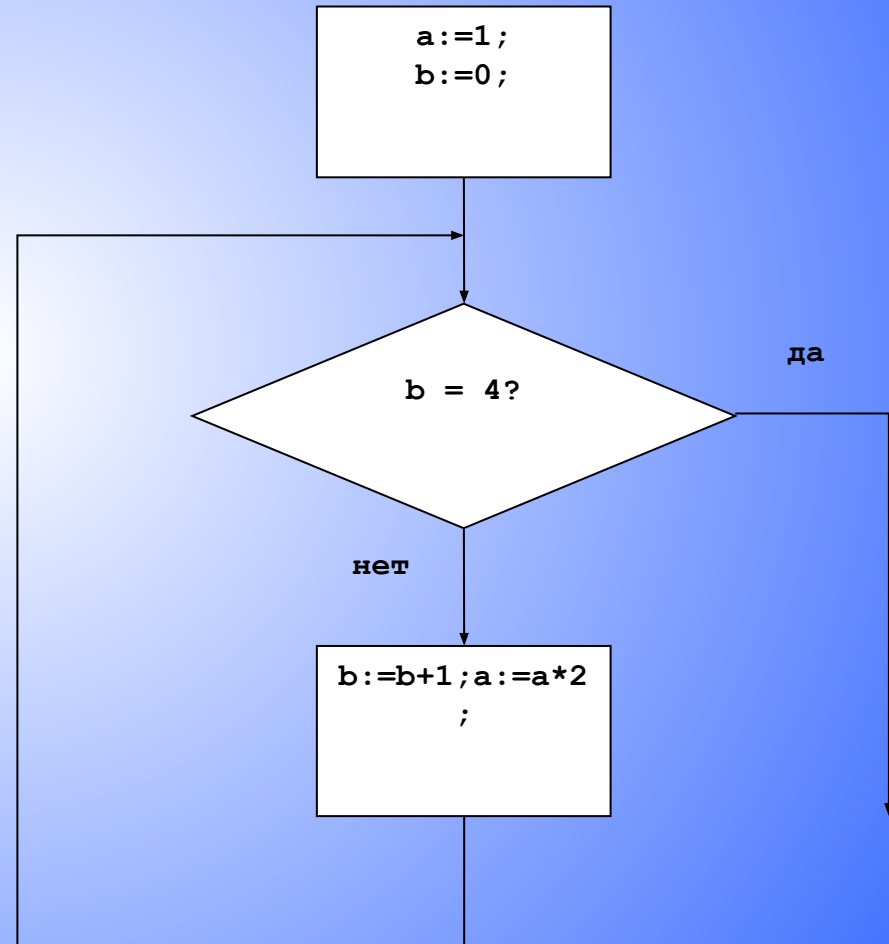 a:=1;
b:=0;
b = 4?
да
нет
b:=b+1;a:=a*2
;